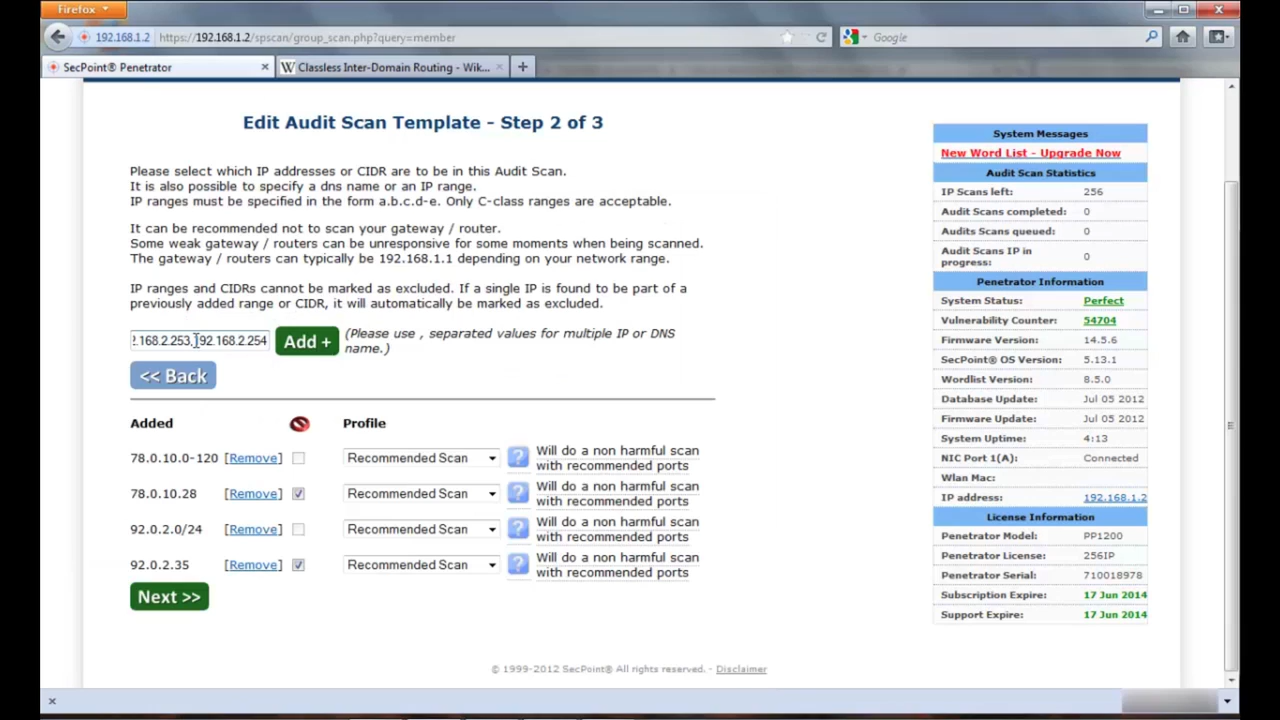 Firefox
192.168.1.2 https://192.168.1.2/spscan/group_scan.php?query=member
Google
SecPoint® Penetrator
Classless Inter-Domain Routing - Wik...
Edit Audit Scan Template - Step 2 of 3
Please select which IP addresses or CIDR are to be in this Audit Scan.
It is also possible to specify a dns name or an IP range.
IP ranges must be specified in the form a.b.c.d-e. Only C-class ranges are acceptable.
It can be recommended not to scan your gateway / router.
Some weak gateway / routers can be unresponsive for some moments when being scanned.
The gateway / routers can typically be 192.168.1.1 depending on your network range.
IP ranges and CIDRs cannot be marked as excluded. If a single IP is found to be part of a
previously added range or CIDR, it will automatically be marked as excluded.
2.168.2.253,192.168.2.254
Add +
(Please use , separated values for multiple IP or DNS
name.)
<< Back
Added Profile
78.0.10.0-120 [Remove] Recommended Scan ? Will do a non harmful scan
with recommended ports
78.0.10.28 [Remove] Recommended Scan ? Will do a non harmful scan
with recommended ports
92.0.2.0/24 [Remove] Recommended Scan ? Will do a non harmful scan
with recommended ports
92.0.2.35 [Remove] Recommended Scan ? Will do a non harmful scan
with recommended ports
Next >>
System Messages
New Word List - Upgrade Now
Audit Scan Statistics
IP Scans left: 256
Audit Scans completed: 0
Audits Scans queued: 0
Audit Scans IP in
progress: 0
Penetrator Information
System Status: Perfect
Vulnerability Counter: 54704
Firmware Version: 14.5.6
SecPoint® OS Version: 5.13.1
Wordlist Version: 8.5.0
Database Update: Jul 05 2012
Firmware Update: Jul 05 2012
System Uptime: 4:13
NIC Port 1(A): Connected
Wlan Mac:
IP address: 192.168.1.2
License Information
Penetrator Model: PP1200
Penetrator License: 256IP
Penetrator Serial: 710018978
Subscription Expire: 17 Jun 2014
Support Expire: 17 Jun 2014
© 1999-2012 SecPoint® All rights reserved. - Disclaimer